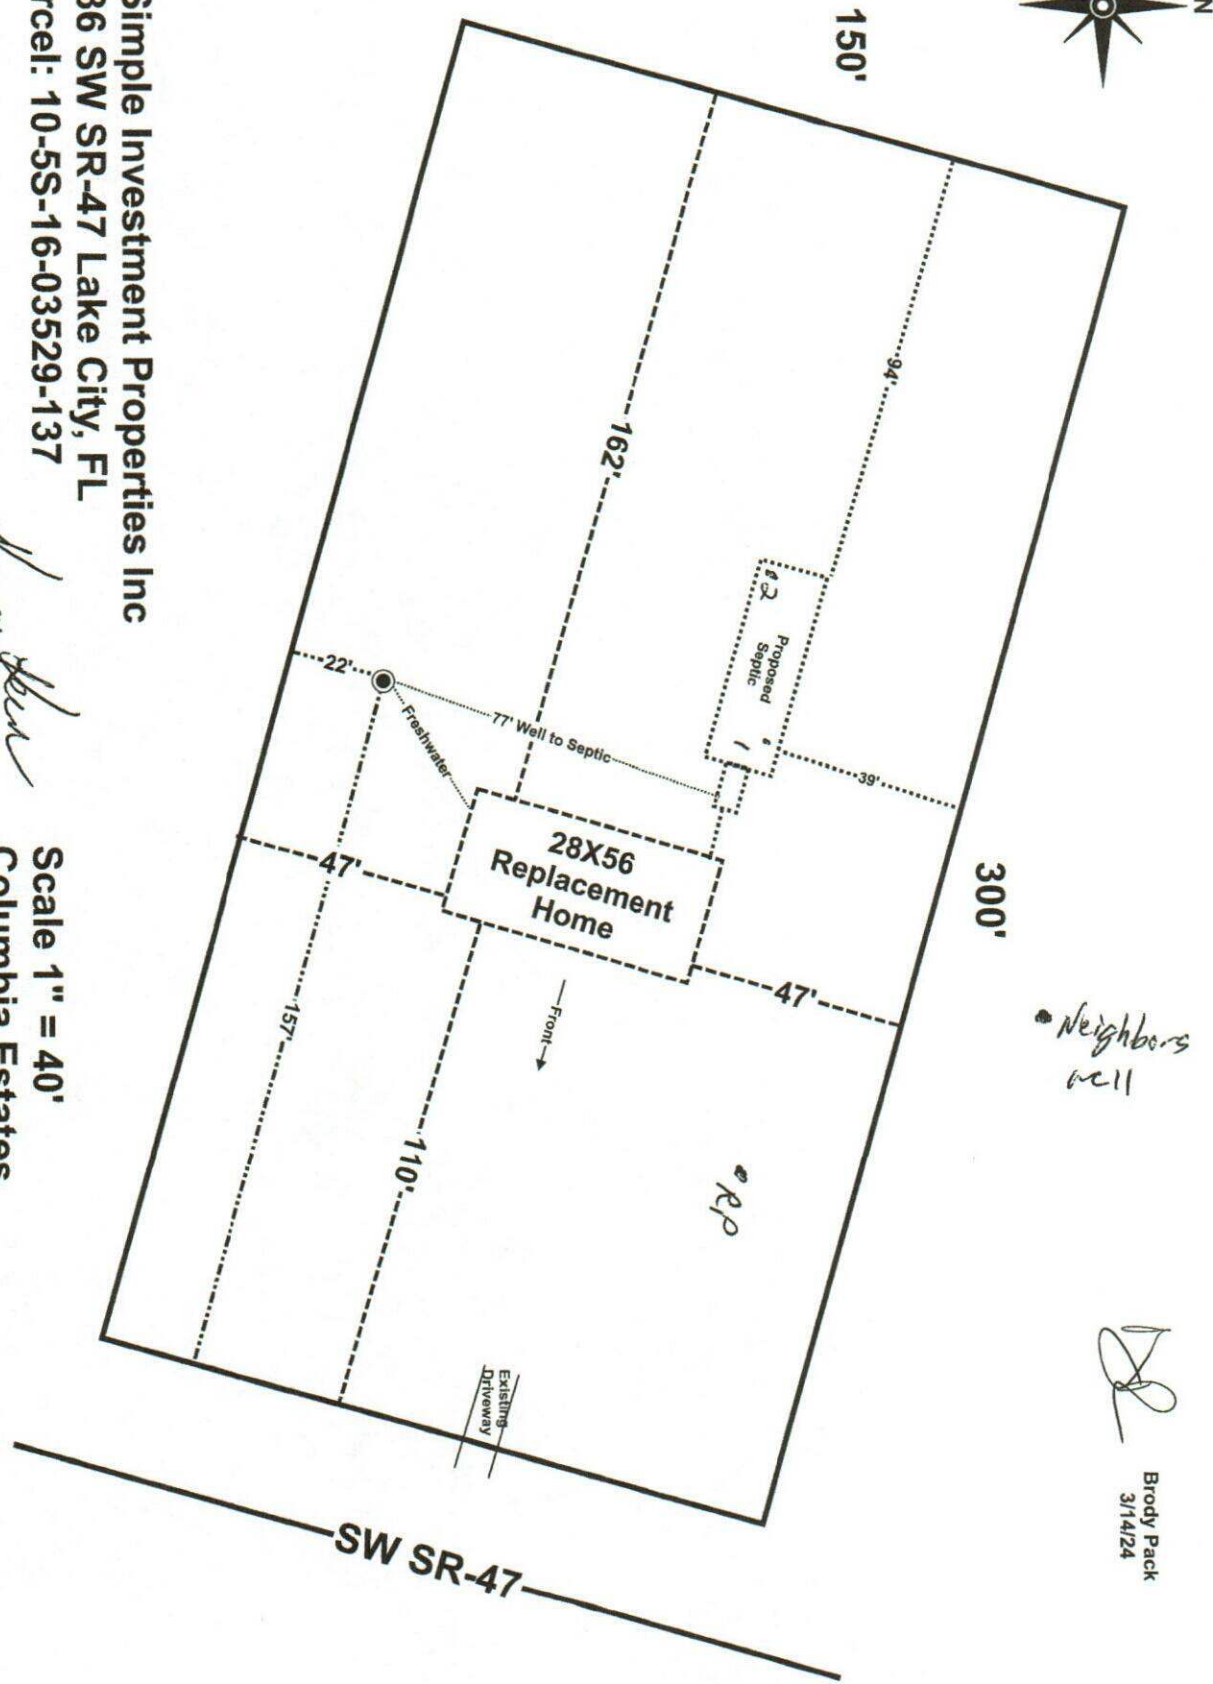 N
150'
94'
162'
Proposed
Septic
2
1
39'
22'
77' Well to Septic
Freshwater
28X56
Replacement
Home
300'
47'
47'
Front
157'
110'
Neighbors
well
RP
Existing
Driveway
SW SR-47
Brody Pack
3/14/24
Simple Investment Properties Inc
36 SW SR-47 Lake City, FL
rcel: 10-5S-16-03529-137
Scale 1" = 40'
Columbia Estates